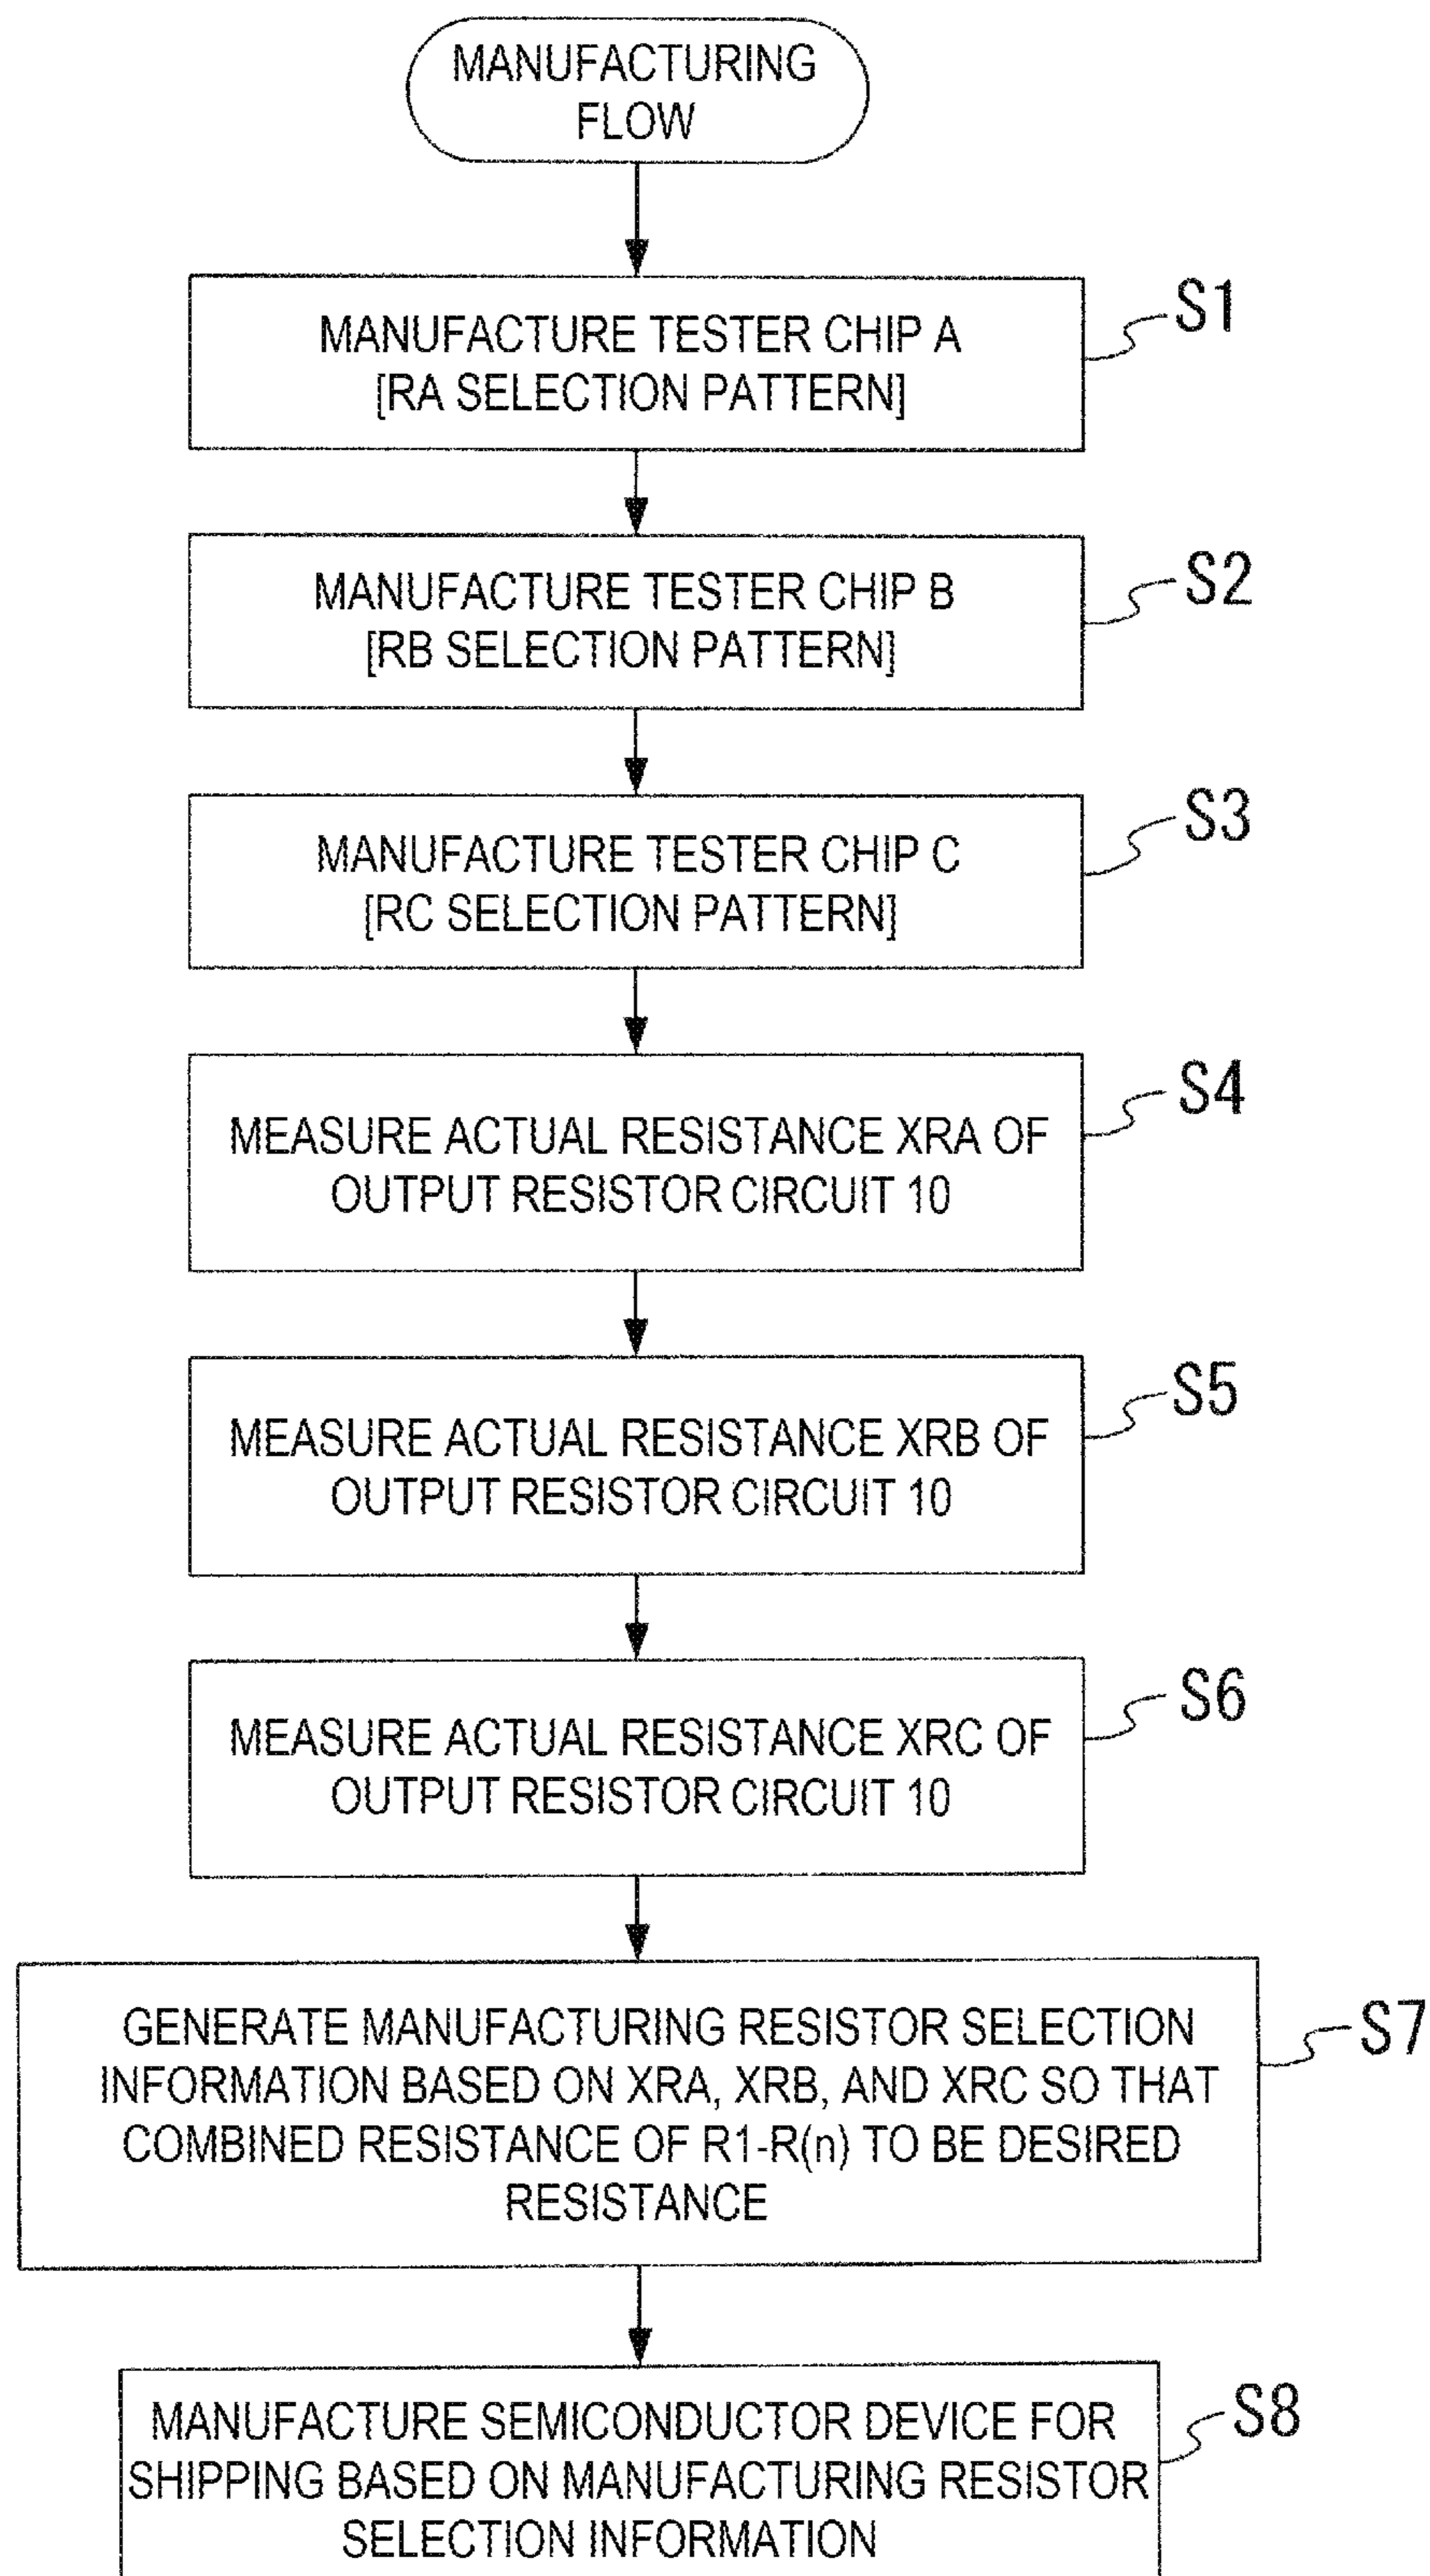 MANUFACTURING
FLOW
MANUFACTURE TESTER CHIP A
[RA SELECTION PATTERN]
S1
MANUFACTURE TESTER CHIP B
[RB SELECTION PATTERN]
S2
MANUFACTURE TESTER CHIP C
[RC SELECTION PATTERN]
S3
MEASURE ACTUAL RESISTANCE XRA OF
OUTPUT RESISTOR CIRCUIT 10
S4
MEASURE ACTUAL RESISTANCE XRB OF
OUTPUT RESISTOR CIRCUIT 10
S5
MEASURE ACTUAL RESISTANCE XRC OF
OUTPUT RESISTOR CIRCUIT 10
S6
GENERATE MANUFACTURING RESISTOR SELECTION
INFORMATION BASED ON XRA, XRB, AND XRC SO THAT
COMBINED RESISTANCE OF R1-R(n) TO BE DESIRED
RESISTANCE
S7
MANUFACTURE SEMICONDUCTOR DEVICE FOR
SHIPPING BASED ON MANUFACTURING RESISTOR
SELECTION INFORMATION
S8